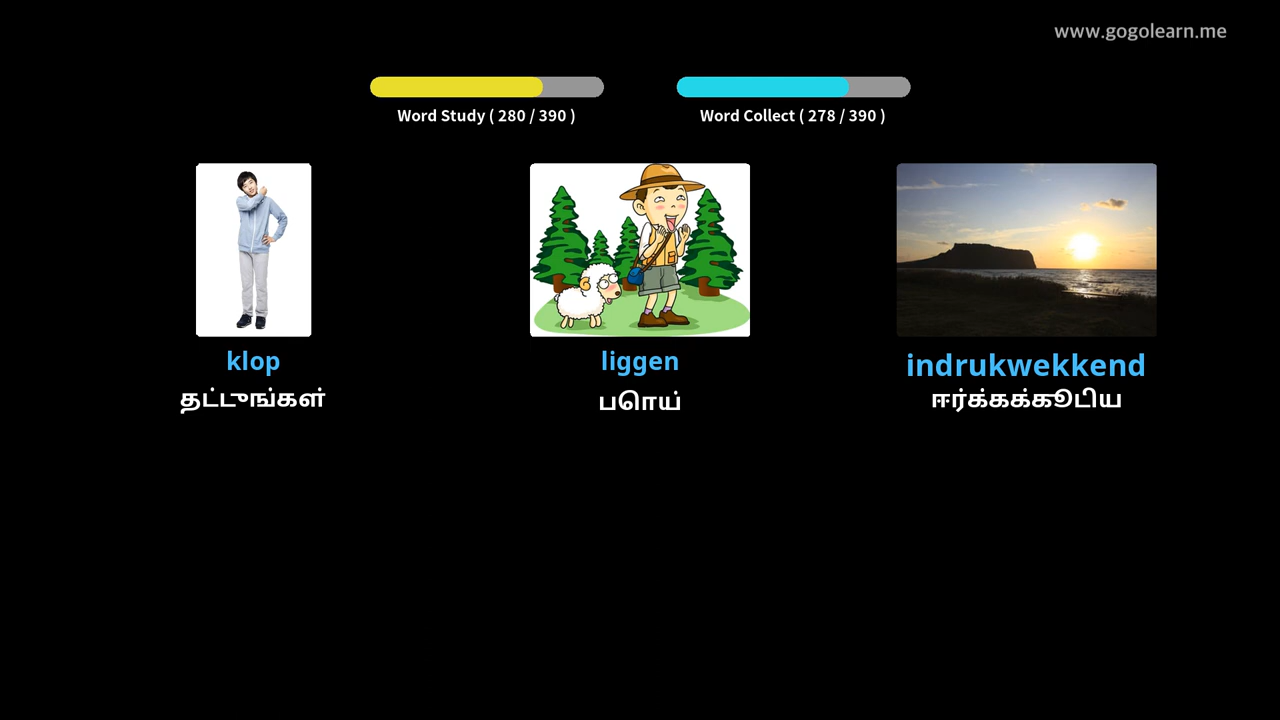 www.gogolearn.me
Word Study ( 280 / 390 )
Word Collect ( 278 / 390 )
klop
liggen
indrukwekkend
தட்டுங்கள்
பொய்
ஈர்க்கக்கூடிய